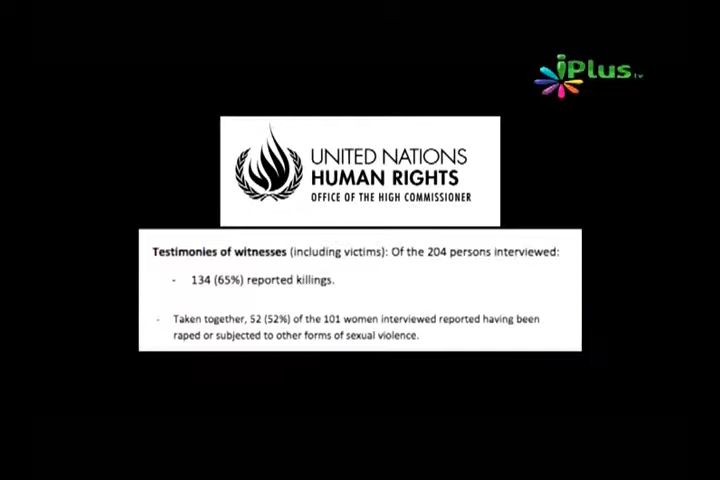 iPlus tv
UNITED NATIONS
HUMAN RIGHTS
OFFICE OF THE HIGH COMMISSIONER
Testimonies of witnesses (including victims): Of the 204 persons interviewed:
- 134 (65%) reported killings.
- Taken together, 52 (52%) of the 101 women interviewed reported having been
raped or subjected to other forms of sexual violence.